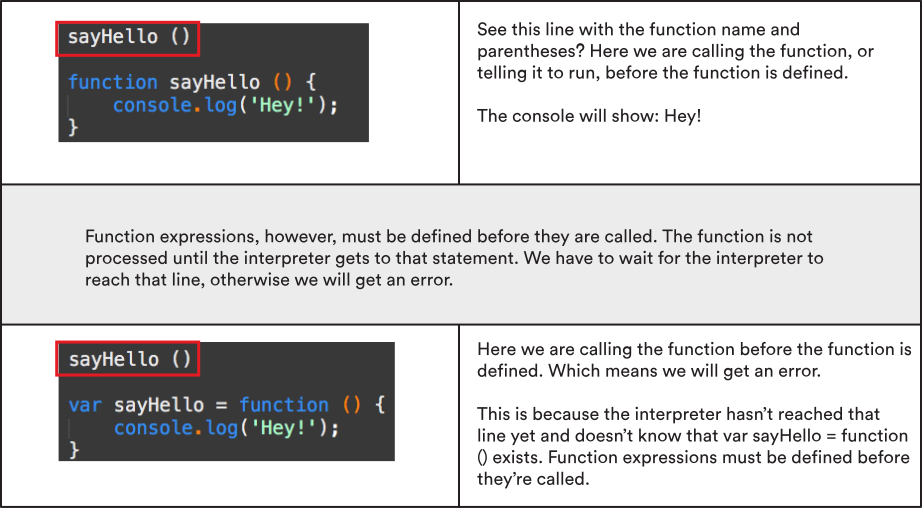 sayHello ()
function sayHello () {
console.log('Hey!');
}
See this line with the function name and
parentheses? Here we are calling the function, or
telling it to run, before the function is defined.
The console will show: Hey!
Function expressions, however, must be defined before they are called. The function is not
processed until the interpreter gets to that statement. We have to wait for the interpreter to
reach that line, otherwise we will get an error.
sayHello ()
var sayHello = function () {
console.log('Hey!');
}
Here we are calling the function before the function is
defined. Which means we will get an error.
This is because the interpreter hasn’t reached that
line yet and doesn’t know that var sayHello = function
() exists. Function expressions must be defined before
they’re called.